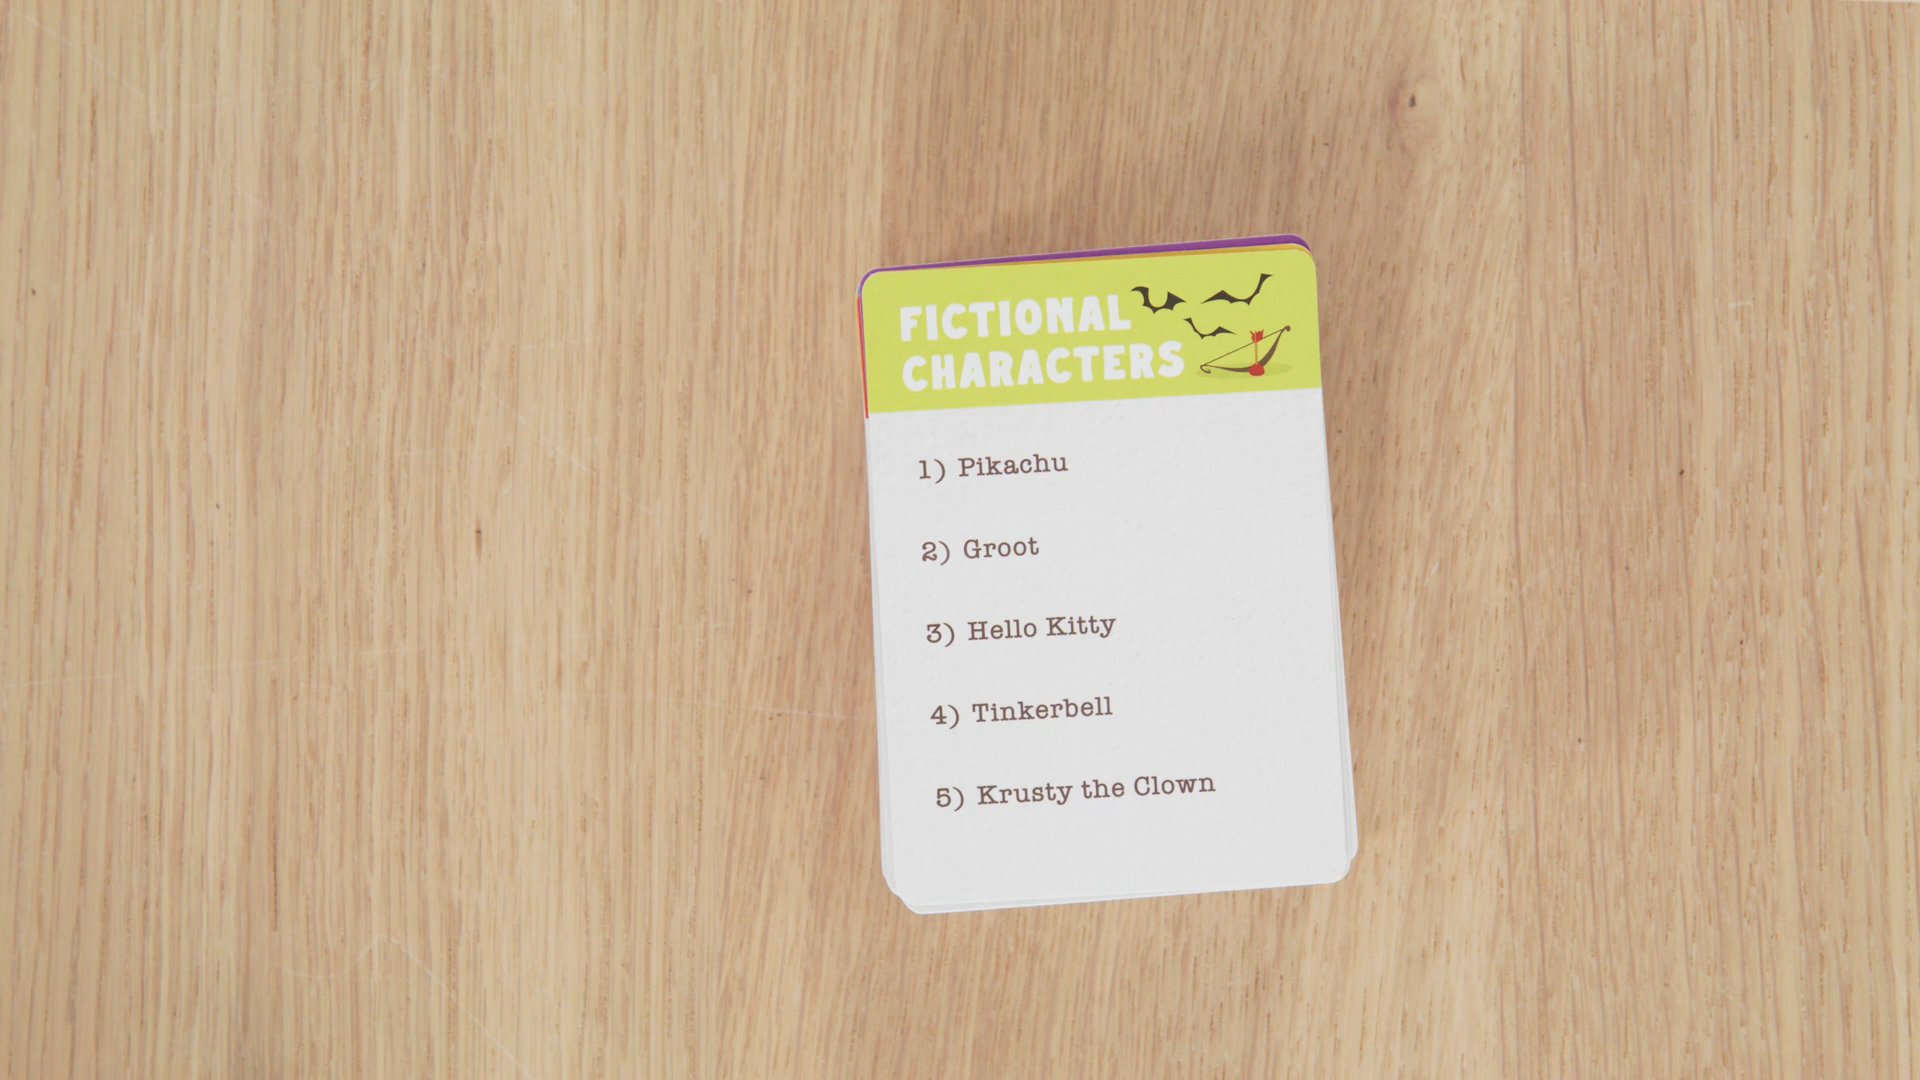 FICTIONAL
CHARACTERS
1) Pikachu
2) Groot
3) Hello Kitty
4) Tinkerbell
5) Krusty the Clown